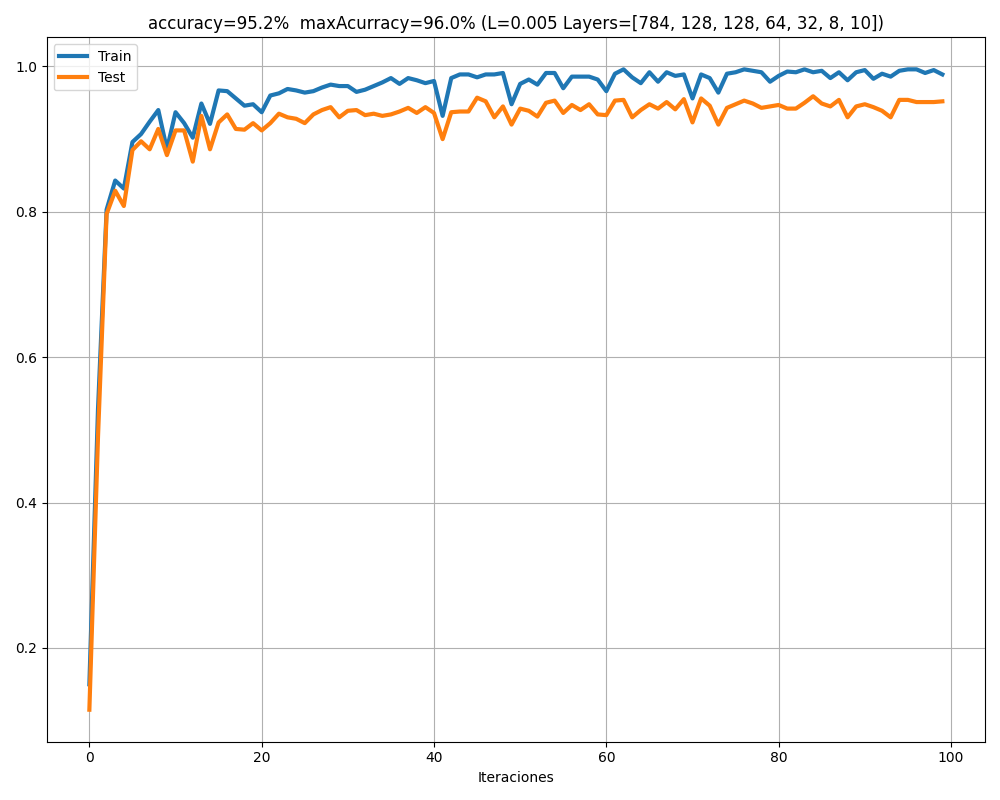 accuracy=95.2%  maxAcurracy=96.0% (L=0.005 Layers=[784, 128, 128, 64, 32, 8, 10])
Train
Test
1.0
0.8
0.6
0.4
0.2
0 20 40 60 80 100
Iteraciones